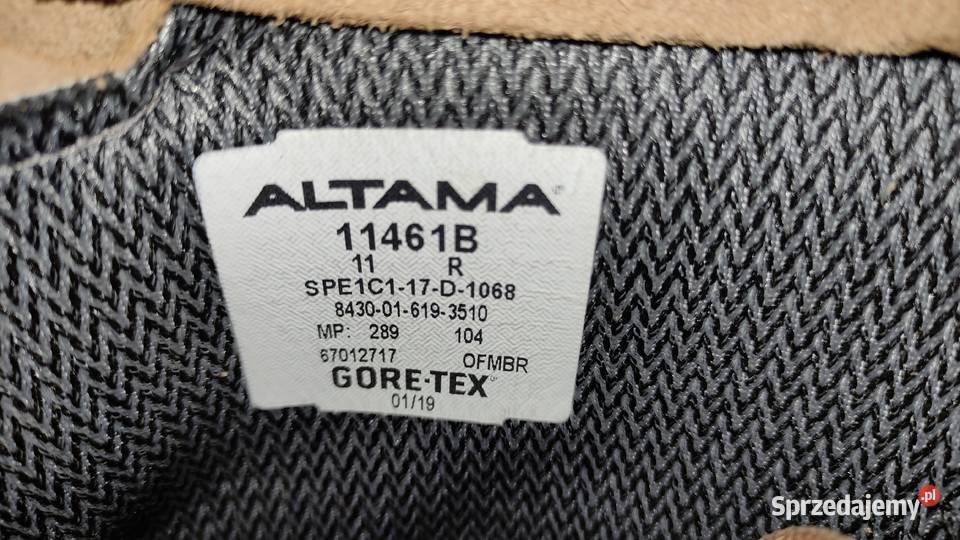 ALTAMA®
11461B
11 R
SPE1C1-17-D-1068
8430-01-619-3510
MP: 289 104
67012717 OFMBR
GORE-TEX®
01/19
Sprzedajemy.pl